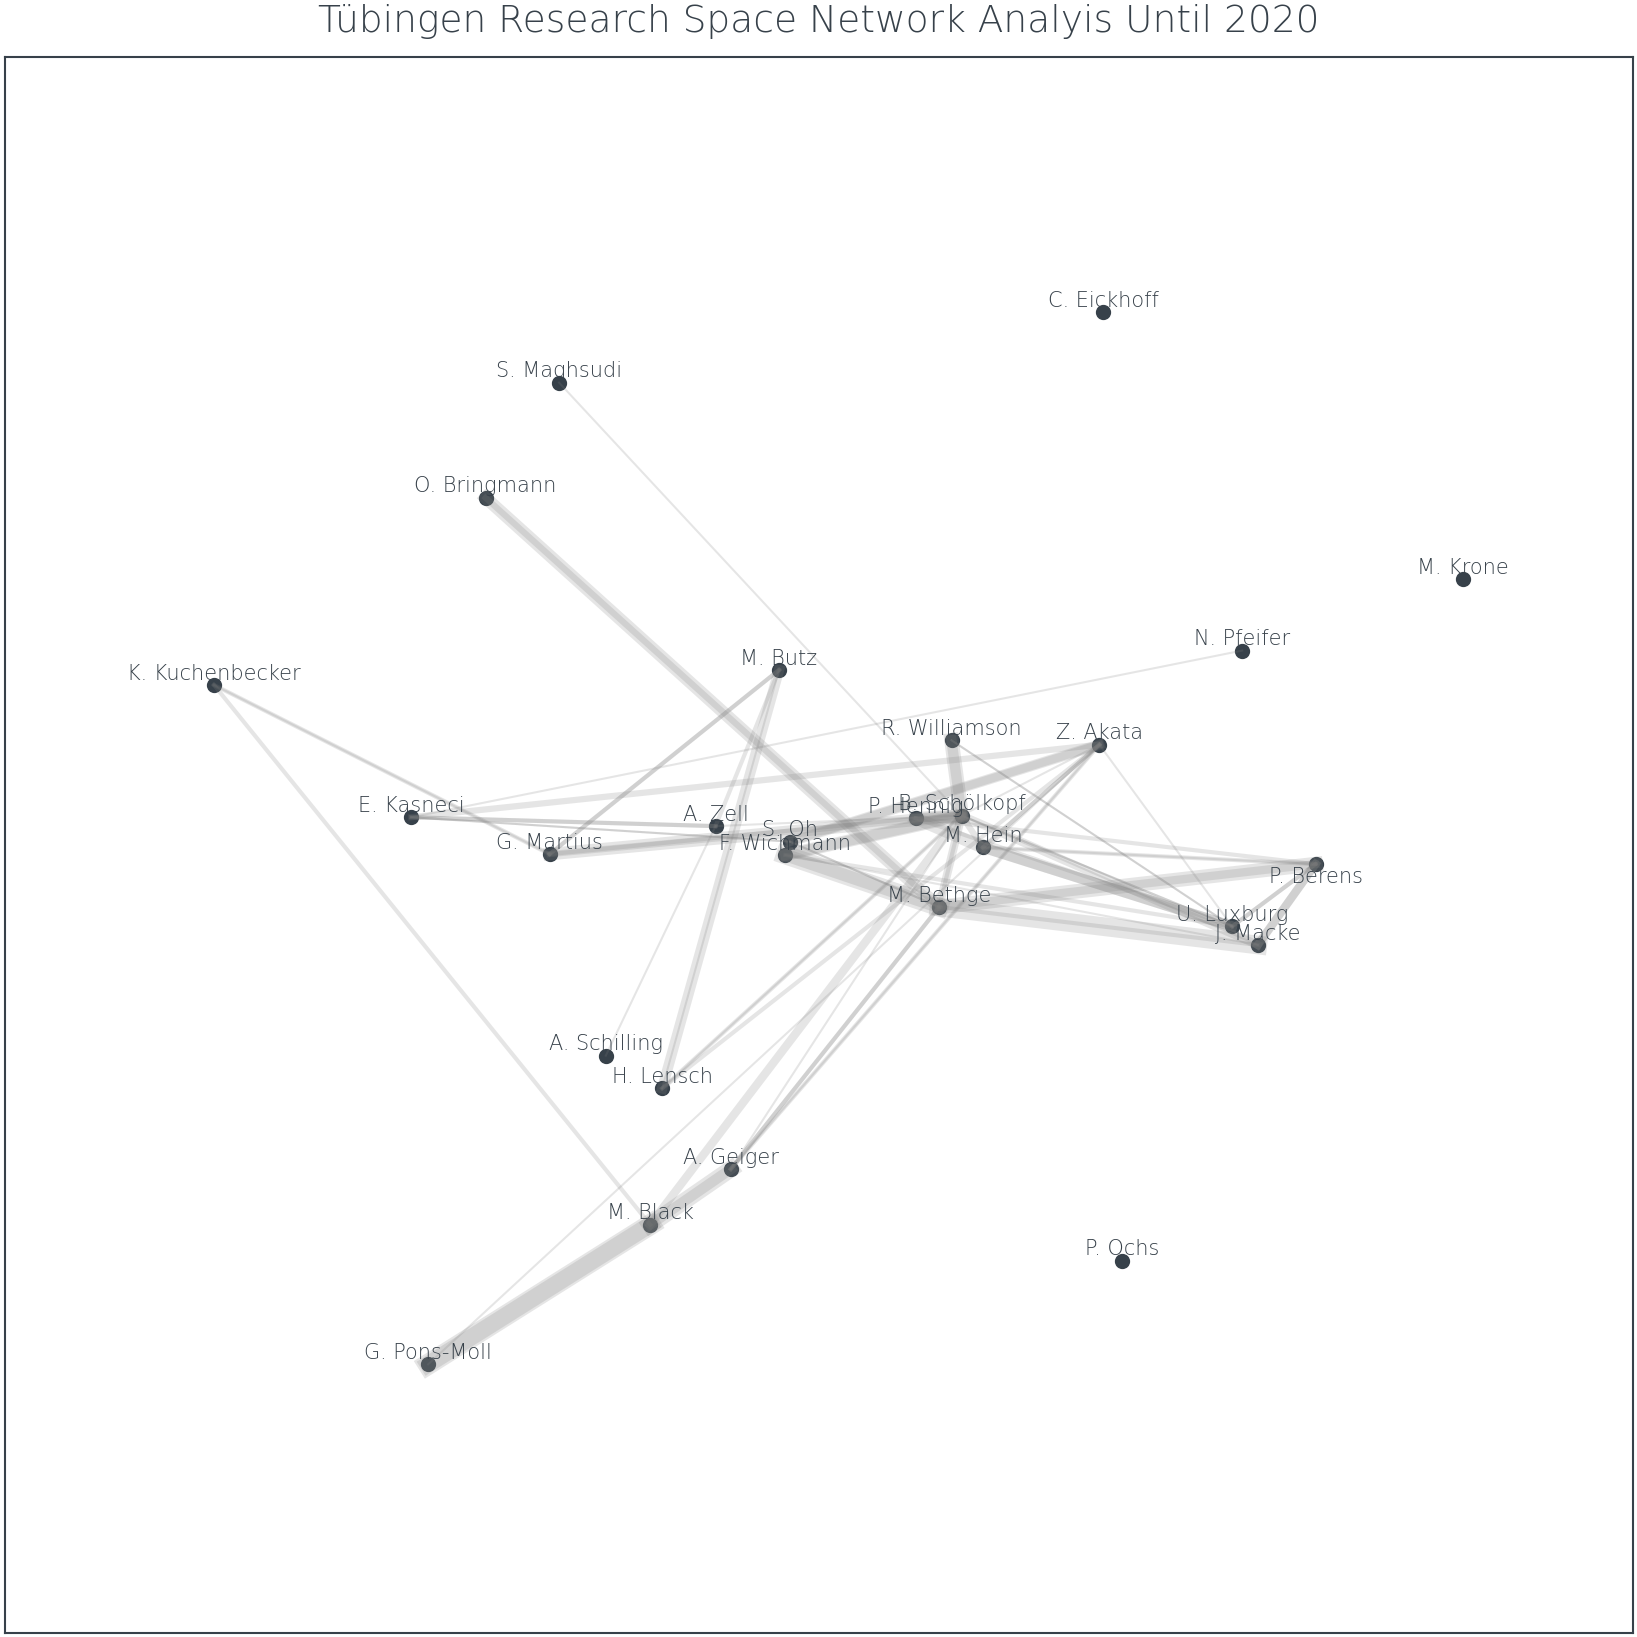 Tübingen Research Space Network Analyis Until 2020
C. Eickhoff
S. Maghsudi
O. Bringmann
M. Krone
N. Pfeifer
M. Butz
K. Kuchenbecker
R. Williamson
Z. Akata
E. Kasneci
P. Hennig
B. Schölkopf
A. Zell
S. Oh
M. Hein
G. Martius
F. Wichmann
P. Berens
M. Bethge
U. Luxburg
J. Macke
A. Schilling
H. Lensch
A. Geiger
M. Black
P. Ochs
G. Pons-Moll